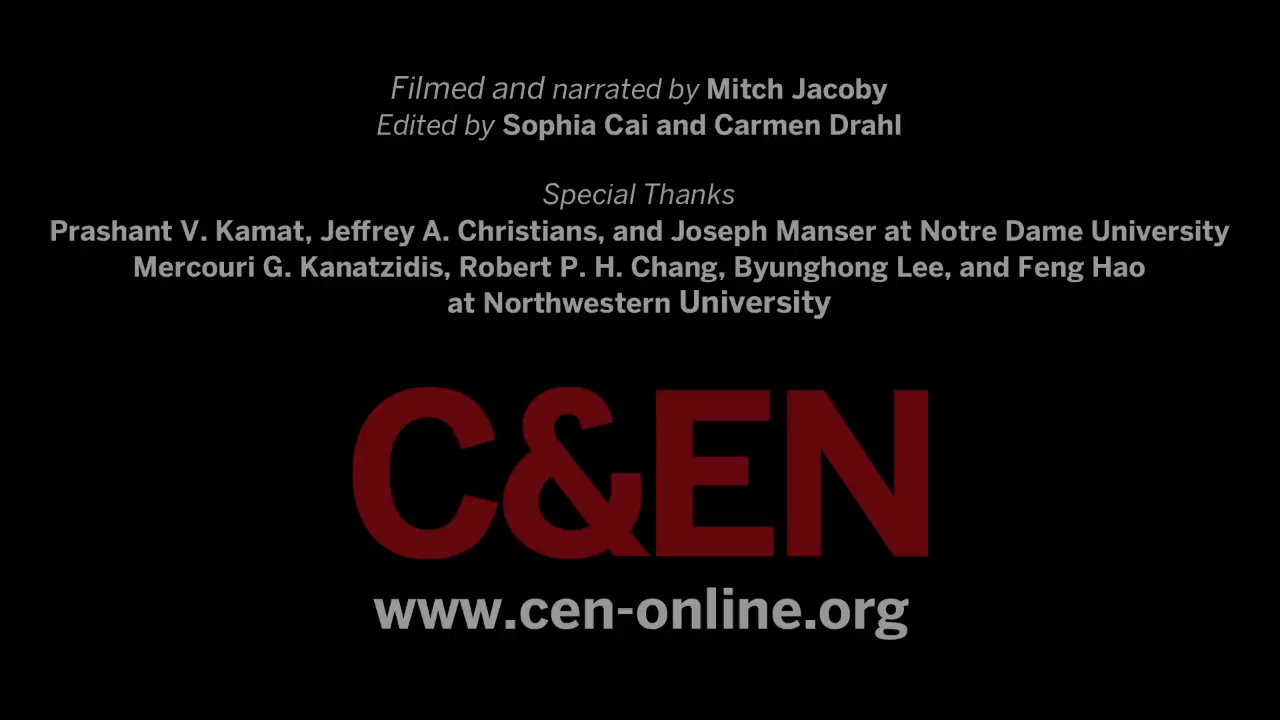 Filmed and narrated by Mitch Jacoby
Edited by Sophia Cai and Carmen Drahl
Special Thanks
Prashant V. Kamat, Jeffrey A. Christians, and Joseph Manser at Notre Dame University
Mercouri G. Kanatzidis, Robert P. H. Chang, Byunghong Lee, and Feng Hao
at Northwestern University
C&EN
www.cen-online.org